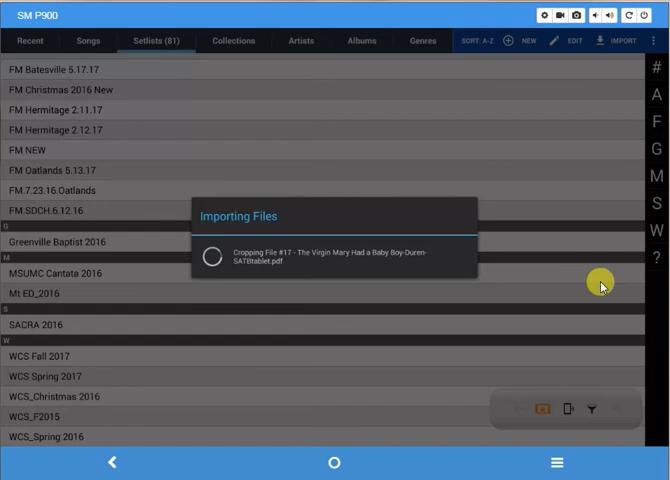 SM P900
Recent Songs Setlists (81) Collections Artists Albums Genres SORT: A-Z NEW EDIT IMPORT
FM Batesville 5.17.17
FM Christmas 2016 New
FM Hermitage 2.11.17
FM Hermitage 2.12.17
FM NEW
FM Oatlands 5.13.17
FM.7.23.16.Oatlands
FM.SDCH.6.12.16
G
Greenville Baptist 2016
M
MSUMC Cantata 2016
Mt ED_2016
S
SACRA 2016
W
WCS Fall 2017
WCS Spring 2017
WCS_Christmas 2016
WCS_F2015
WCS_Spring 2016
Importing Files
Cropping File #17 - The Virgin Mary Had a Baby Boy-Duren-
SATBtablet.pdf
#
A
F
G
M
S
W
?